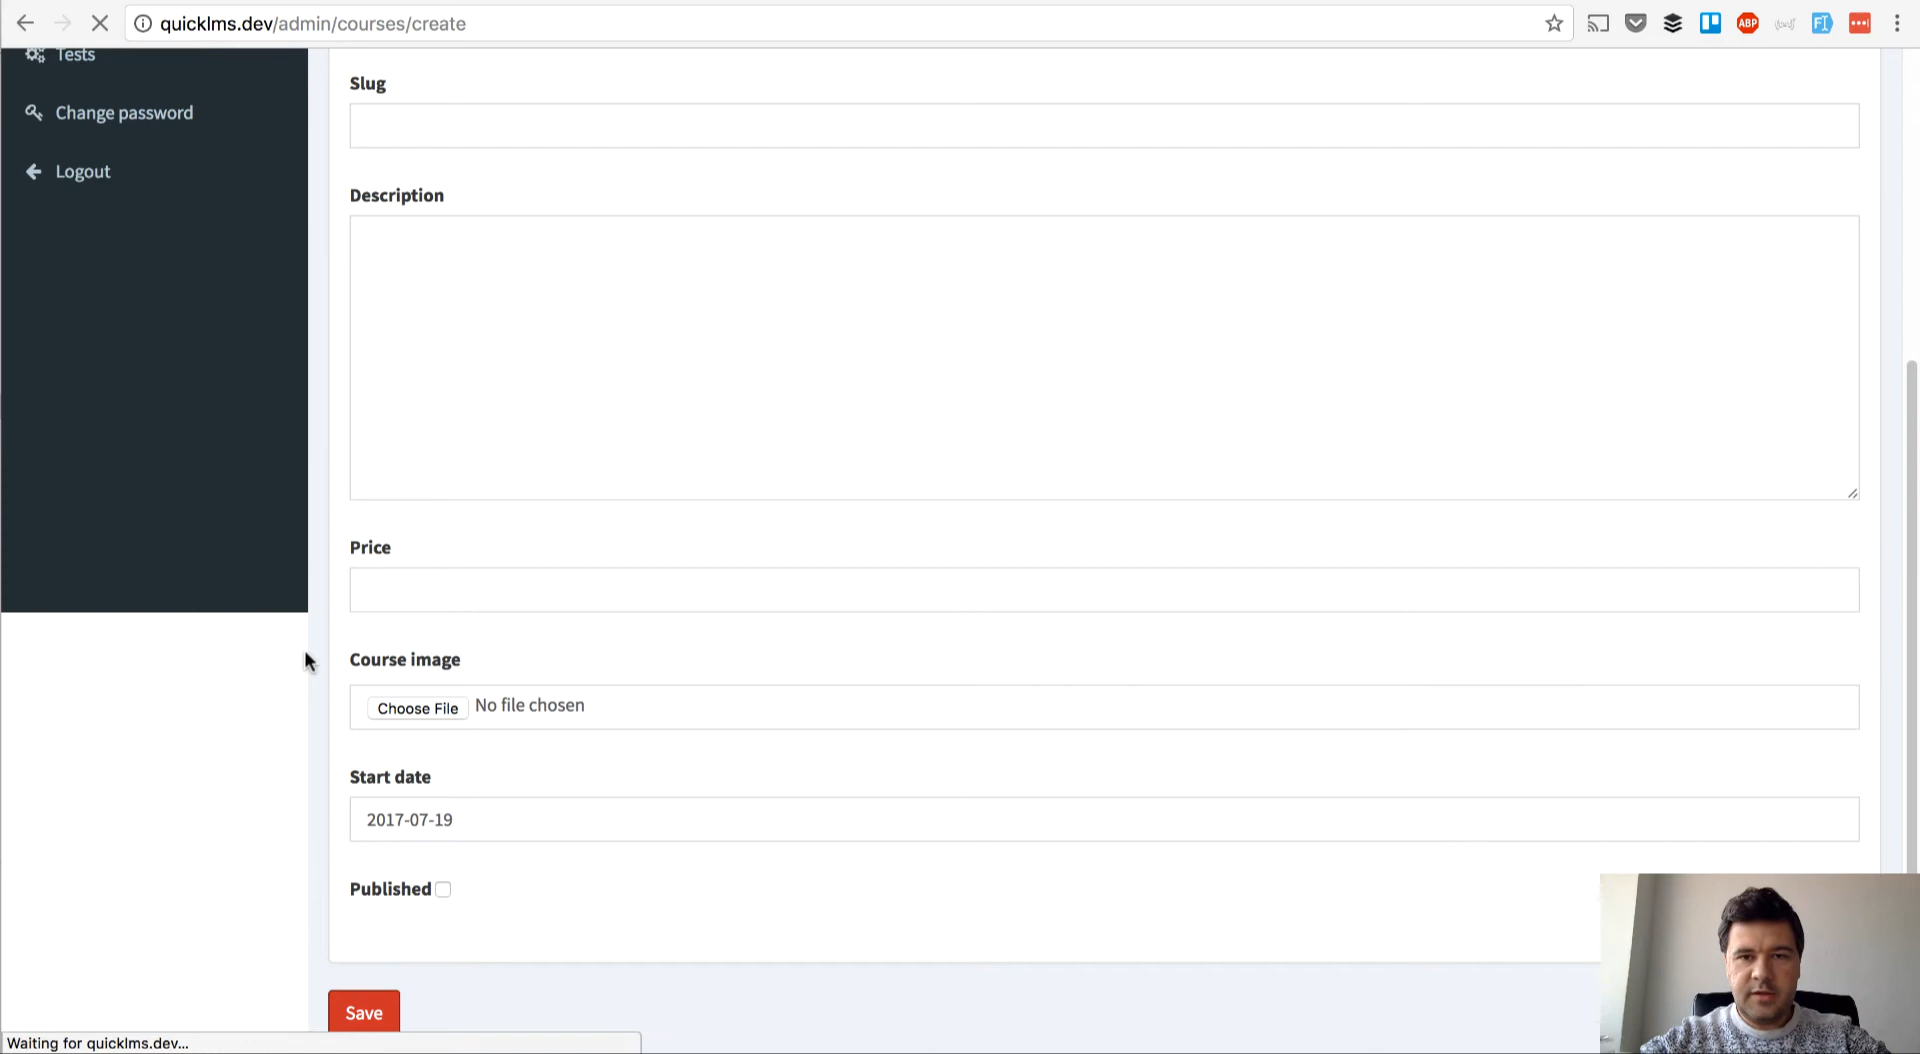 quicklms.dev/admin/courses/create
ABP
Tests
Change password
Logout
Slug
Description
Price
Course image
Choose File No file chosen
Start date
2017-07-19
Published
Save
Waiting for quicklms.dev...